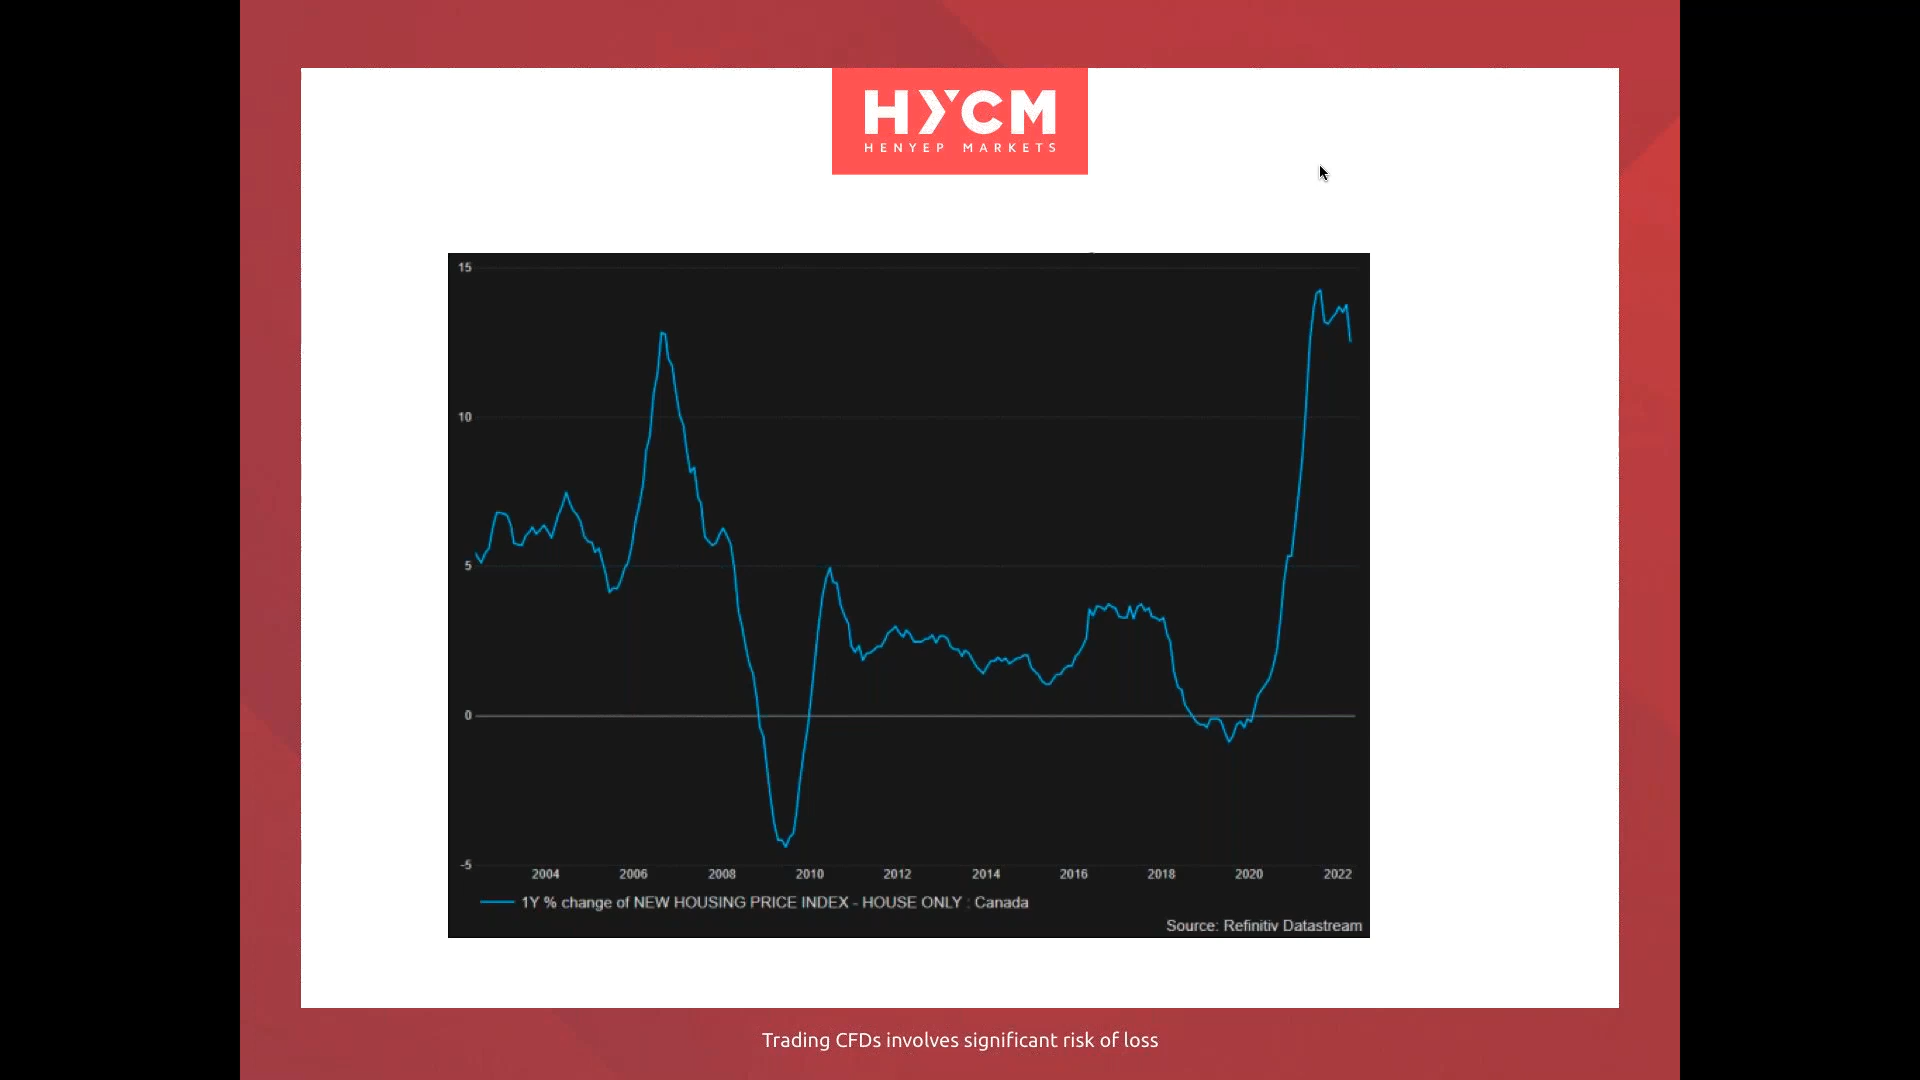 HYCM
HENYEP MARKETS
15
10
5
0
-5
2004 2006 2008 2010 2012 2014 2016 2018 2020 2022
1Y % change of NEW HOUSING PRICE INDEX - HOUSE ONLY : Canada
Source: Refinitiv Datastream
Trading CFDs involves significant risk of loss